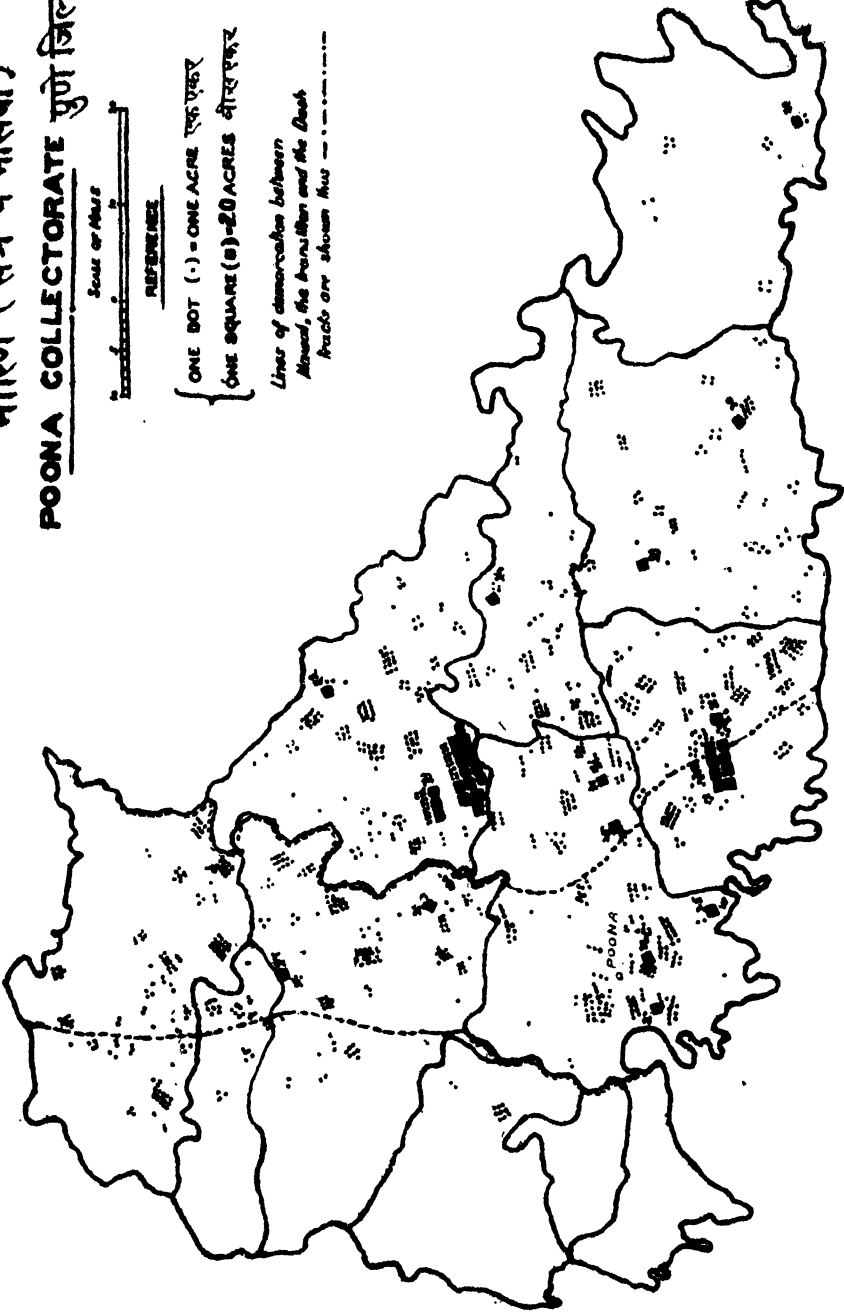 POONA COLLECTORATE पुणे
SCALE OF MILES
REFERENCE
ONE DOT (·) = ONE ACRE एक एकर
ONE SQUARE (▪) = 20 ACRES वीस एकर
Lines of demarcation between
Mawal, the transition and the Desh
tracts are shown thus
POONA